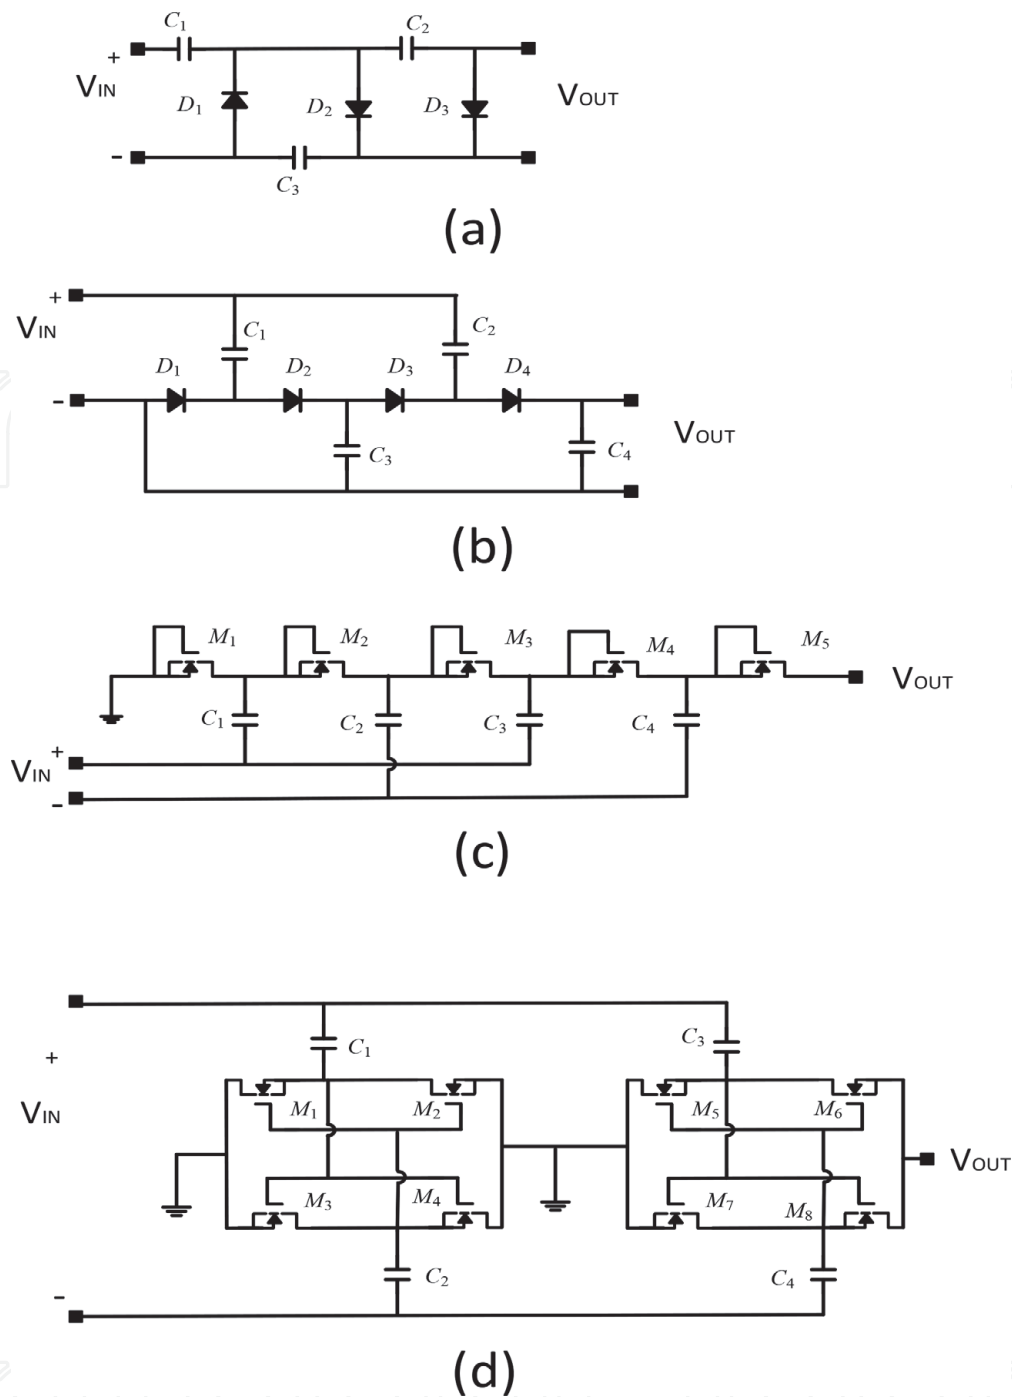 C1
C2
+
VIN
D1
D2
D3
VOUT
-
C3
(a)
+
VIN
C1
C2
D1
D2
D3
D4
-
VOUT
C3
C4
(b)
M1
M2
M3
M4
M5
VOUT
C1
C2
C3
C4
VIN
+
-
(c)
C1
C3
+
VIN
M1
M2
M5
M6
VOUT
M3
M4
M7
M8
C2
C4
-
(d)